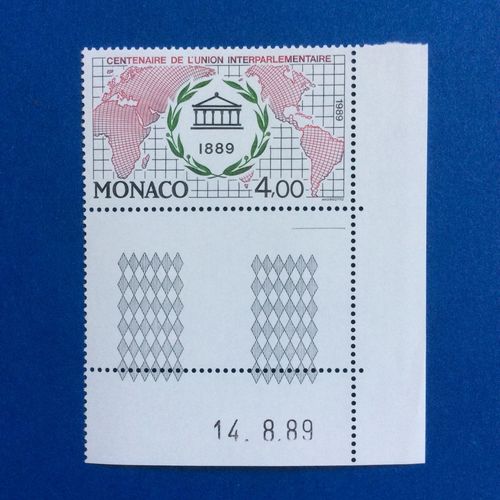 CENTENAIRE DE L'UNION INTERPARLEMENTAIRE
1989
1889
MONACO 4,00
14. 8.89